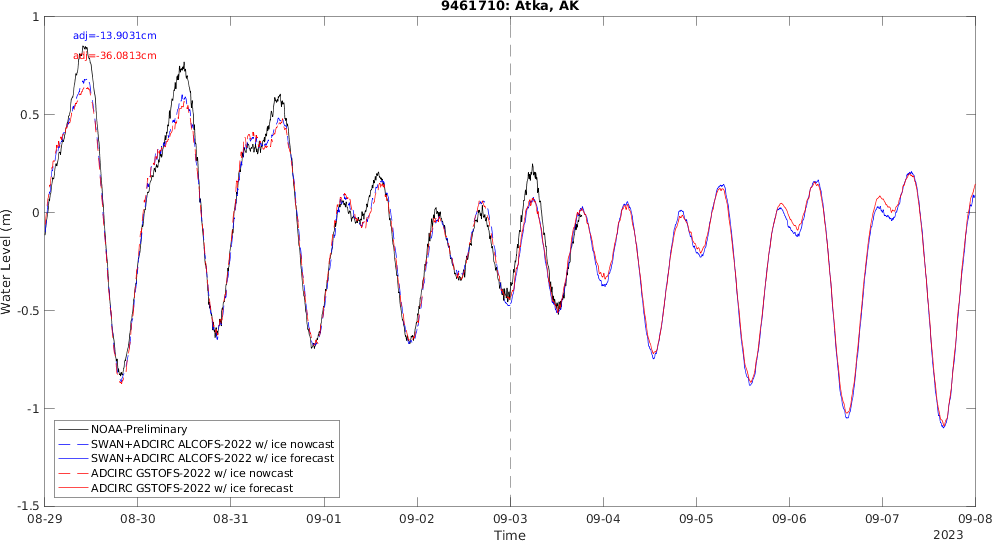 9461710: Atka, AK
adj=-13.9031cm
adj=-36.0813cm
Water Level (m)
1
0.5
0
-0.5
-1
-1.5
NOAA-Preliminary
SWAN+ADCIRC ALCOFS-2022 w/ ice nowcast
SWAN+ADCIRC ALCOFS-2022 w/ ice forecast
ADCIRC GSTOFS-2022 w/ ice nowcast
ADCIRC GSTOFS-2022 w/ ice forecast
08-29 08-30 08-31 09-01 09-02 09-03 09-04 09-05 09-06 09-07 09-08
Time
2023